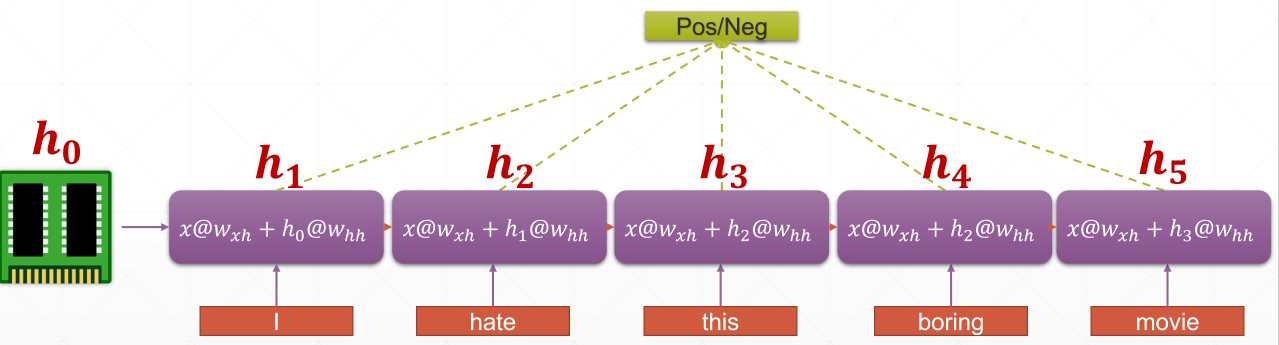 Pos/Neg
h₀
h₁
h₂
h₃
h₄
h₅
x@wₓₕ + h₀@wₕₕ
x@wₓₕ + h₁@wₕₕ
x@wₓₕ + h₂@wₕₕ
x@wₓₕ + h₂@wₕₕ
x@wₓₕ + h₃@wₕₕ
I
hate
this
boring
movie